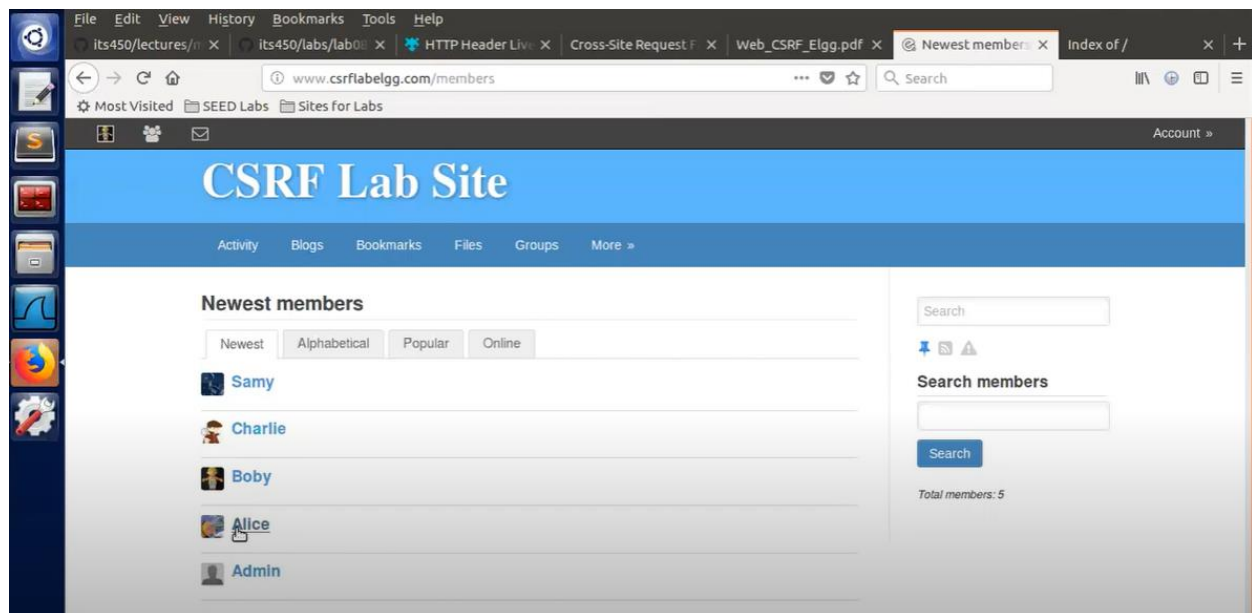 File Edit View History Bookmarks Tools Help
its450/lectures/ its450/labs/lab08 HTTP Header Live Cross-Site Request F Web_CSRF_Elgg.pdf Newest members Index of /
www.csrflabelgg.com/members Search
Most Visited SEED Labs Sites for Labs
Account »
CSRF Lab Site
Activity Blogs Bookmarks Files Groups More »
Newest members
Newest Alphabetical Popular Online
Samy
Charlie
Boby
Alice
Admin
Search
Search members
Search
Total members: 5